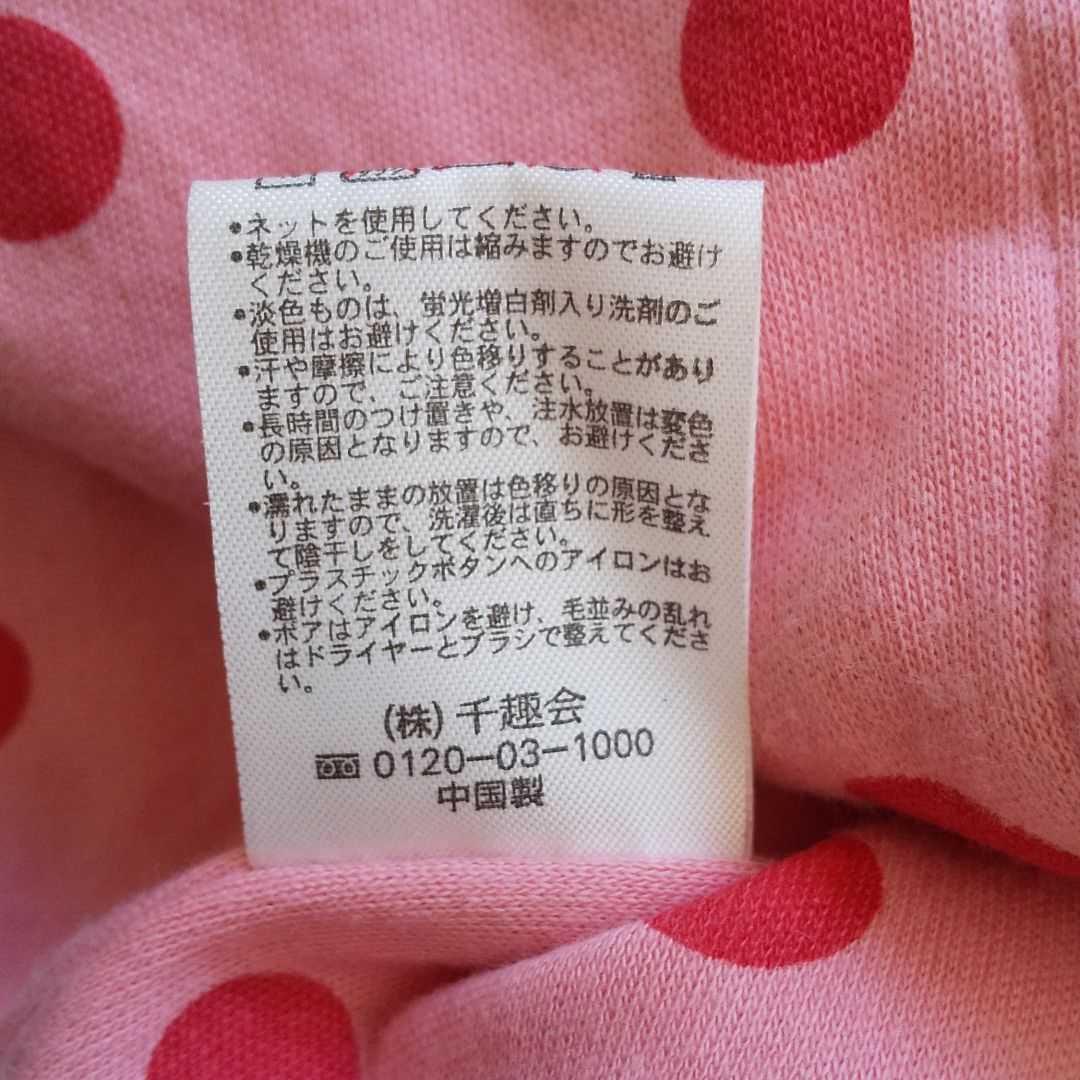 •ネットを使用してください。
•乾燥機のご使用は縮みますのでお避け
ください。
•淡色ものは、蛍光増白剤入り洗剤のご
使用はお避けください。
•汗や摩擦により色移りすることがあり
ますので、ご注意ください。
•長時間のつけ置きや、注水放置は変色
の原因となりますので、お避けくださ
い。
•濡れたままの放置は色移りの原因とな
りますので、洗濯後は直ちに形を整え
て陰干しをしてください。
•プラスチックボタンへのアイロンはお
避けください。
•ボアはアイロンを避け、毛並みの乱れ
はドライヤーとブラシで整えてくださ
い。
(株)千趣会
0120-03-1000
中国製